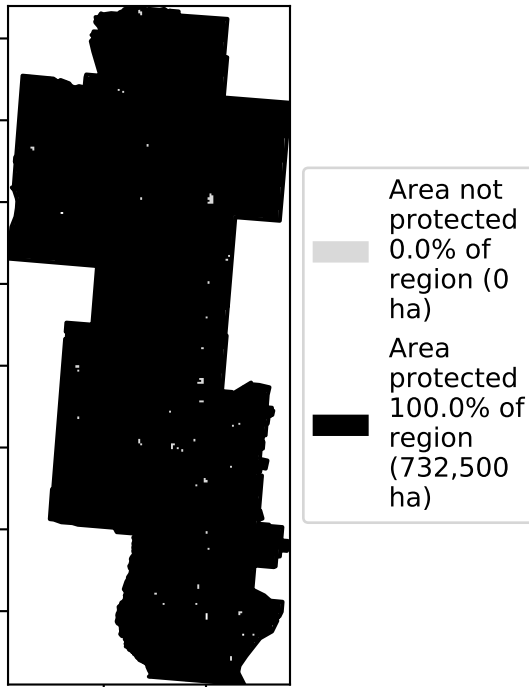 Area not
protected
0.0% of
region (0
ha)
Area
protected
100.0% of
region
(732,500
ha)